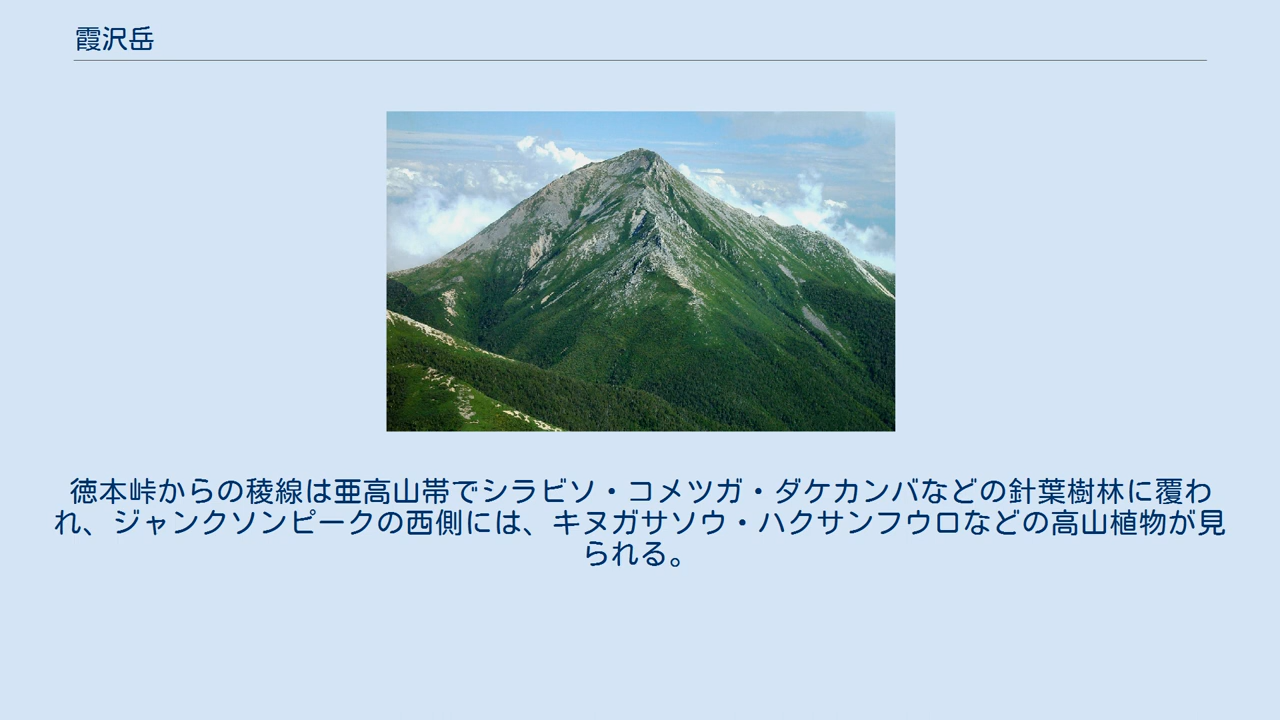 霞沢岳
徳本峠からの稜線は亜高山帯でシラビソ・コメツガ・ダケカンバなどの針葉樹林に覆わ
れ、ジャンクソンピークの西側には、キヌガサソウ・ハクサンフウロなどの高山植物が見
られる。